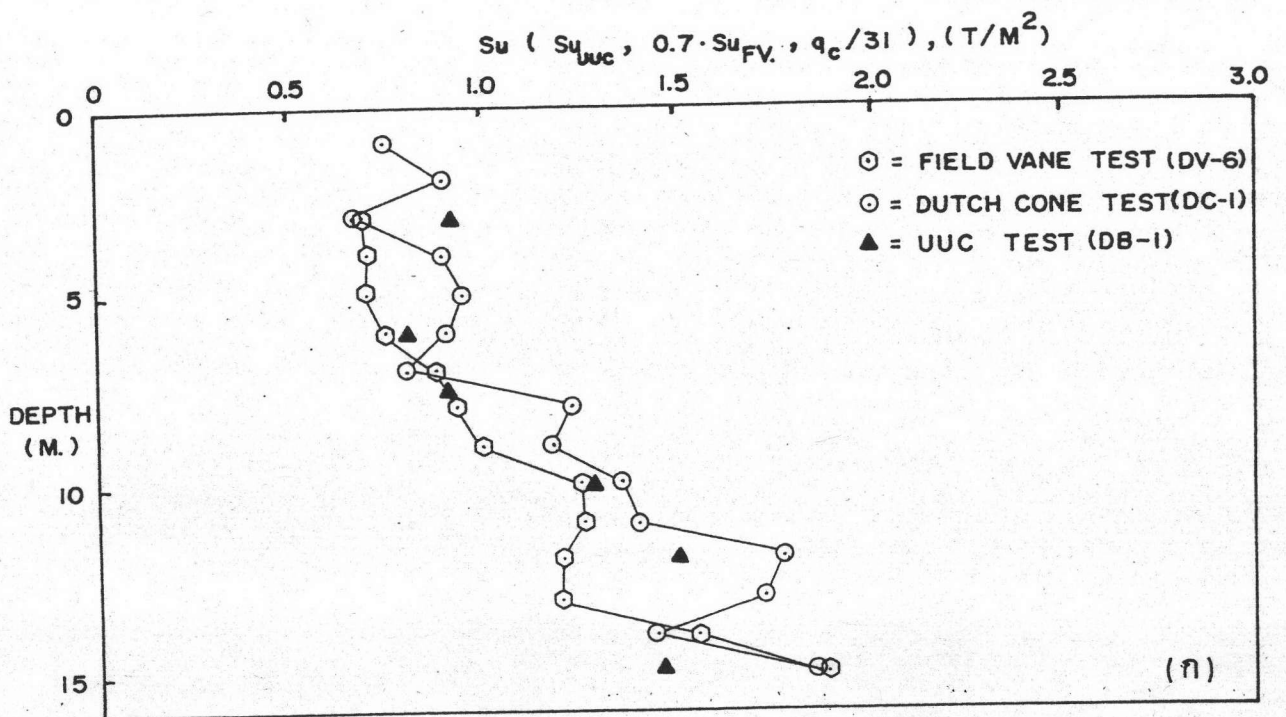 Su ( Su_uuc, 0.7·Su_FV., q_c/31 ), (T/M²)
0 0.5 1.0 1.5 2.0 2.5 3.0
0
⬡ = FIELD VANE TEST (DV-6)
⊙ = DUTCH CONE TEST(DC-1)
▲ = UUC TEST (DB-1)
5
DEPTH
(M.)
10
15
(ก)